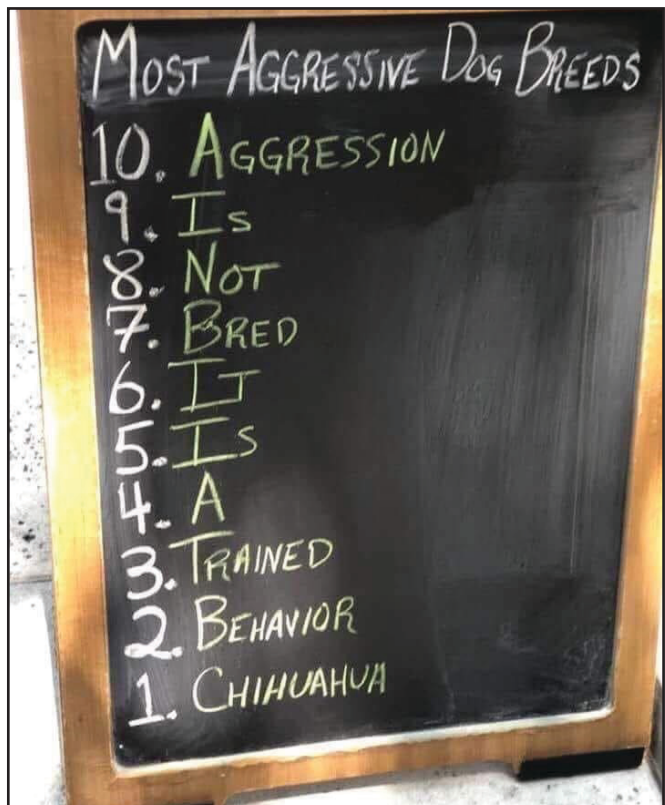 MOST AGGRESSIVE DOG BREEDS
10. AGGRESSION
9. IS
8. NOT
7. BRED
6. IT
5. IS
4. A
3. TRAINED
2. BEHAVIOR
1. CHIHUAHUA